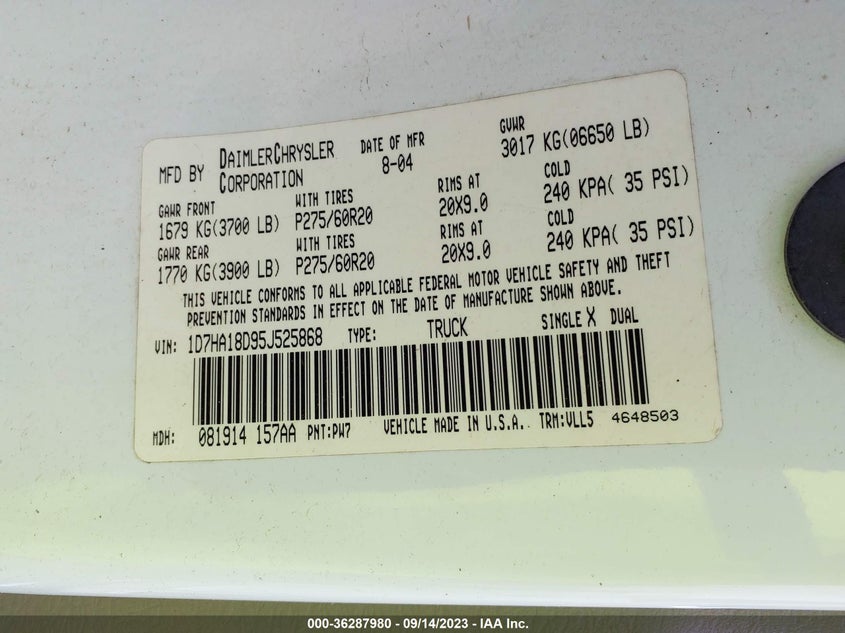 MFD BY DAIMLERCHRYSLER CORPORATION DATE OF MFR 8-04 GVWR 3017 KG(06650 LB)
GAWR FRONT WITH TIRES RIMS AT COLD
1679 KG(3700 LB) P275/60R20 20X9.0 240 KPA( 35 PSI)
GAWR REAR WITH TIRES RIMS AT COLD
1770 KG(3900 LB) P275/60R20 20X9.0 240 KPA( 35 PSI)
THIS VEHICLE CONFORMS TO ALL APPLICABLE FEDERAL MOTOR VEHICLE SAFETY AND THEFT
PREVENTION STANDARDS IN EFFECT ON THE DATE OF MANUFACTURE SHOWN ABOVE.
VIN: 1D7HA18D95J525868 TYPE: TRUCK SINGLE X DUAL
MDH: 081914 157AA PNT:PW7 VEHICLE MADE IN U.S.A. TRM:VLL5 4648503
000-36287980 - 09/14/2023 - IAA Inc.